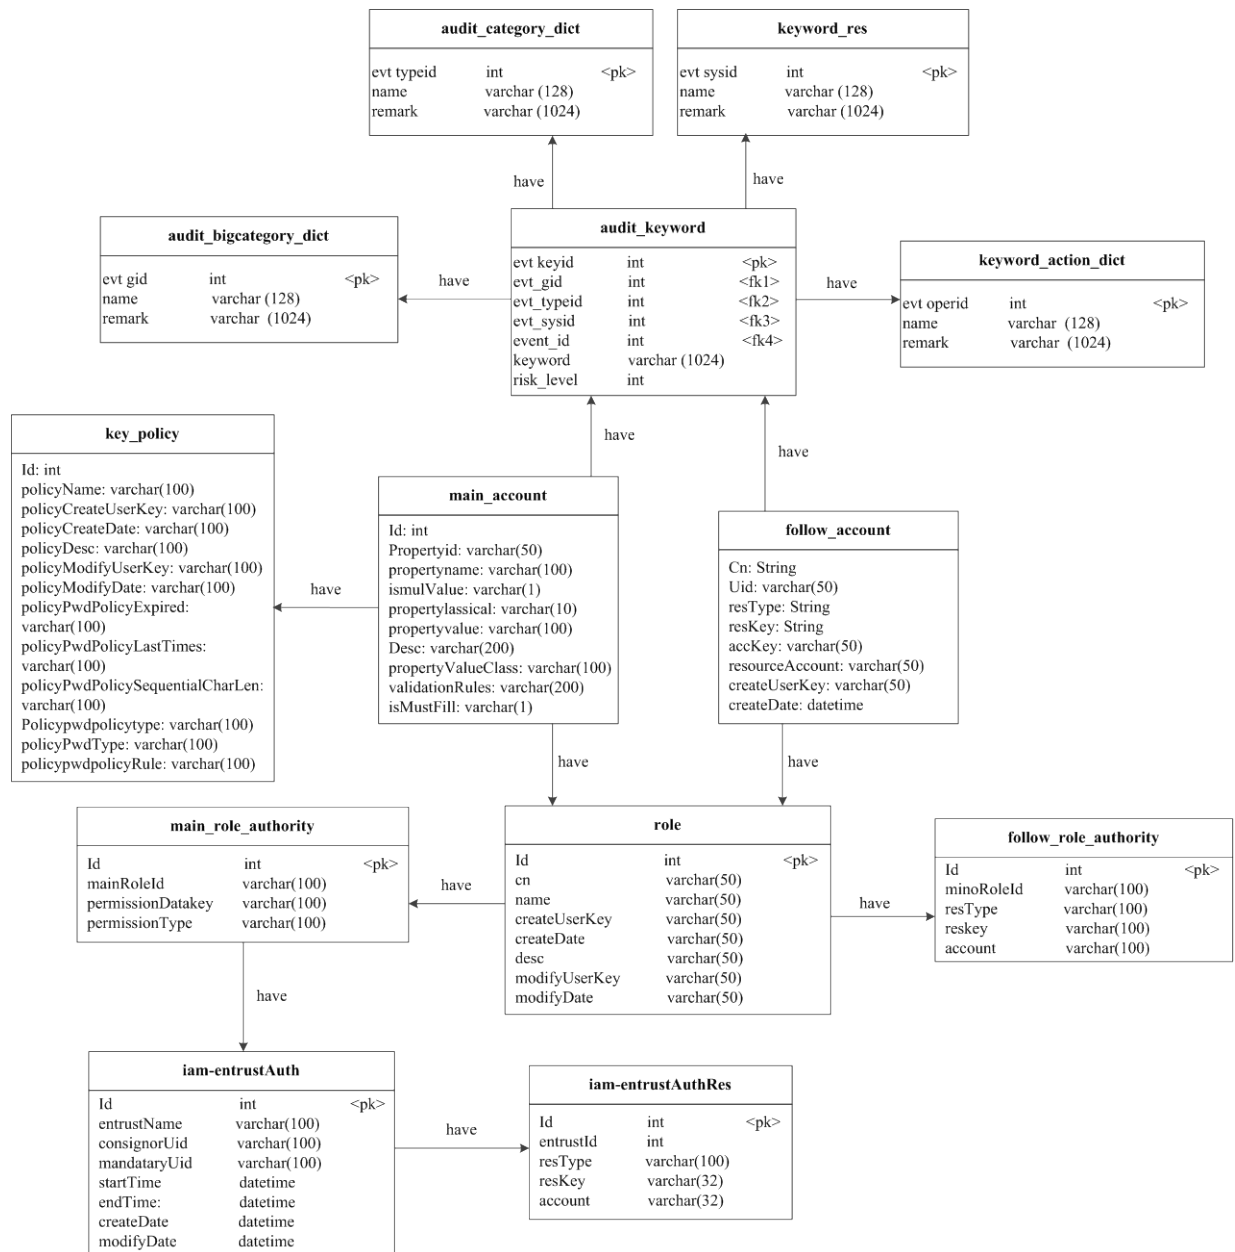 audit_category_dict
evt typeid int <pk>
name varchar (128)
remark varchar (1024)
keyword_res
evt sysid int <pk>
name varchar (128)
remark varchar (1024)
have
have
audit_bigcategory_dict
evt gid int <pk>
name varchar (128)
remark varchar (1024)
have
audit_keyword
evt keyid int <pk>
evt_gid int <fk1>
evt_typeid int <fk2>
evt_sysid int <fk3>
event_id int <fk4>
keyword varchar (1024)
risk_level int
have
keyword_action_dict
evt operid int <pk>
name varchar (128)
remark varchar (1024)
have
have
key_policy
Id: int
policyName: varchar(100)
policyCreateUserKey: varchar(100)
policyCreateDate: varchar(100)
policyDesc: varchar(100)
policyModifyUserKey: varchar(100)
policyModifyDate: varchar(100)
policyPwdPolicyExpired:
varchar(100)
policyPwdPolicyLastTimes:
varchar(100)
policyPwdPolicySequentialCharLen:
varchar(100)
Policypwdpolicytype: varchar(100)
policyPwdType: varchar(100)
policypwdpolicyRule: varchar(100)
have
main_account
Id: int
Propertyid: varchar(50)
propertyname: varchar(100)
ismulValue: varchar(1)
propertylassical: varchar(10)
propertyvalue: varchar(100)
Desc: varchar(200)
propertyValueClass: varchar(100)
validationRules: varchar(200)
isMustFill: varchar(1)
follow_account
Cn: String
Uid: varchar(50)
resType: String
resKey: String
accKey: varchar(50)
resourceAccount: varchar(50)
createUserKey: varchar(50)
createDate: datetime
have
have
main_role_authority
Id int <pk>
mainRoleId varchar(100)
permissionDatakey varchar(100)
permissionType varchar(100)
have
role
Id int <pk>
cn varchar(50)
name varchar(50)
createUserKey varchar(50)
createDate varchar(50)
desc varchar(50)
modifyUserKey varchar(50)
modifyDate varchar(50)
have
follow_role_authority
Id int <pk>
minoRoleId varchar(100)
resType varchar(100)
reskey varchar(100)
account varchar(100)
have
iam-entrustAuth
Id int <pk>
entrustName varchar(100)
consignorUid varchar(100)
mandataryUid varchar(100)
startTime datetime
endTime: datetime
createDate datetime
modifyDate datetime
have
iam-entrustAuthRes
Id int <pk>
entrustId int
resType varchar(100)
resKey varchar(32)
account varchar(32)